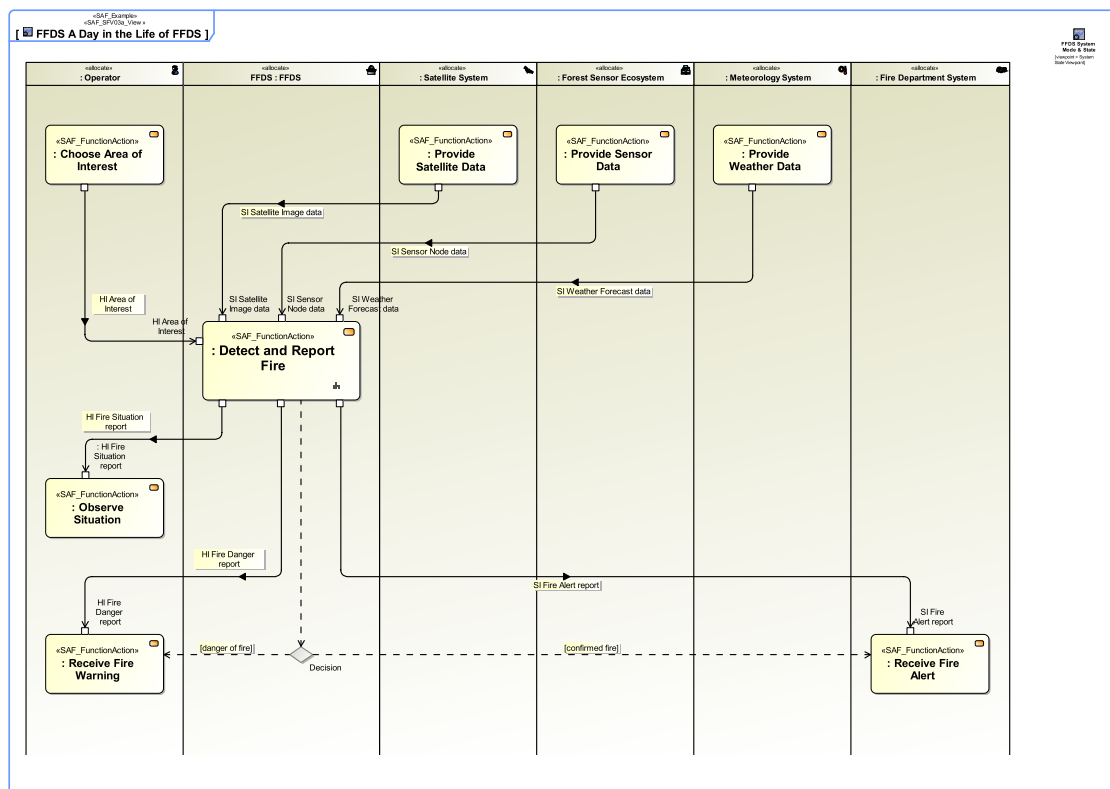 «SAF_Example»
«SAF_SFV03a_View »
[ FFDS A Day in the Life of FFDS ]
FFDS System
Mode & State
[viewpoint = System
State Viewpoint]
«allocate»
: Operator
«allocate»
FFDS : FFDS
«allocate»
: Satellite System
«allocate»
: Forest Sensor Ecosystem
«allocate»
: Meteorology System
«allocate»
: Fire Department System
«SAF_FunctionAction»
: Choose Area of
Interest
«SAF_FunctionAction»
: Provide
Satellite Data
«SAF_FunctionAction»
: Provide Sensor
Data
«SAF_FunctionAction»
: Provide
Weather Data
SI Satellite Image data
SI Sensor Node data
SI Weather Forecast data
HI Area of
Interest
HI Area of
Interest
SI Satellite
Image data
SI Sensor
Node data
SI Weather
Forecast data
«SAF_FunctionAction»
: Detect and Report
Fire
HI Fire Situation
report
: HI Fire
Situation
report
«SAF_FunctionAction»
: Observe
Situation
HI Fire Danger
report
SI Fire Alert report
HI Fire
Danger
report
SI Fire
Alert report
«SAF_FunctionAction»
: Receive Fire
Warning
[danger of fire]
Decision
[confirmed fire]
«SAF_FunctionAction»
: Receive Fire
Alert